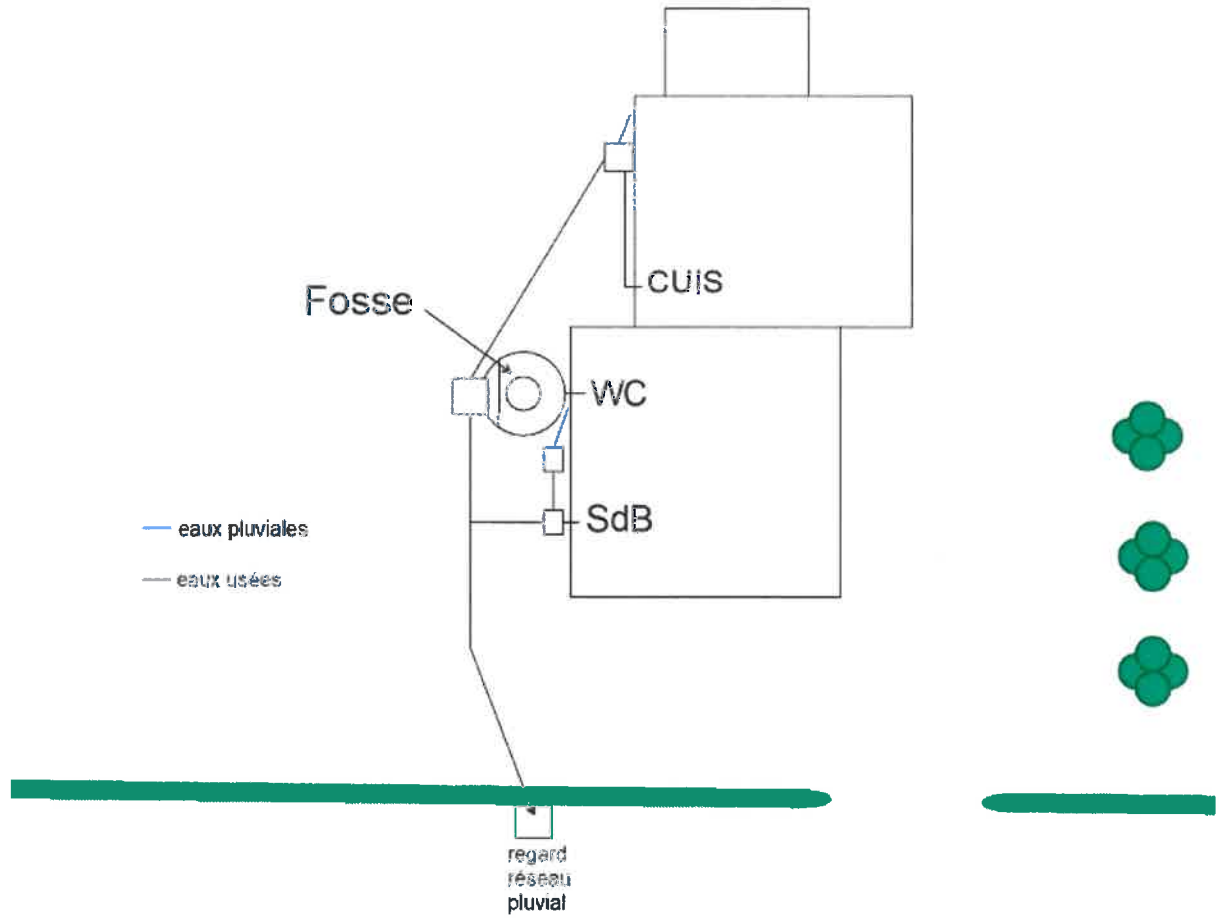 CUIS
Fosse
WC
SdB
eaux pluviales
eaux usées
regard
réseau
pluvial